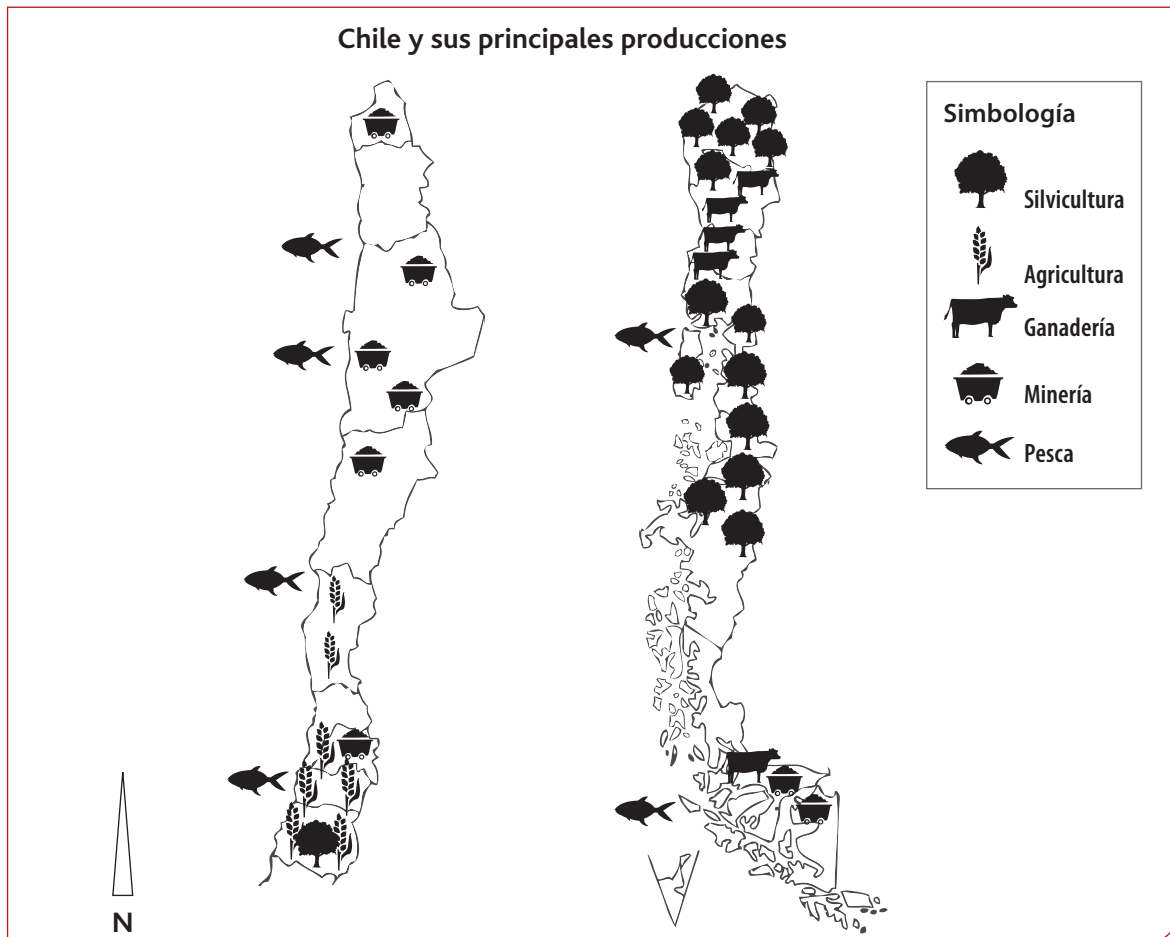 Chile y sus principales producciones
Simbología
Silvicultura
Agricultura
Ganadería
Minería
Pesca
N